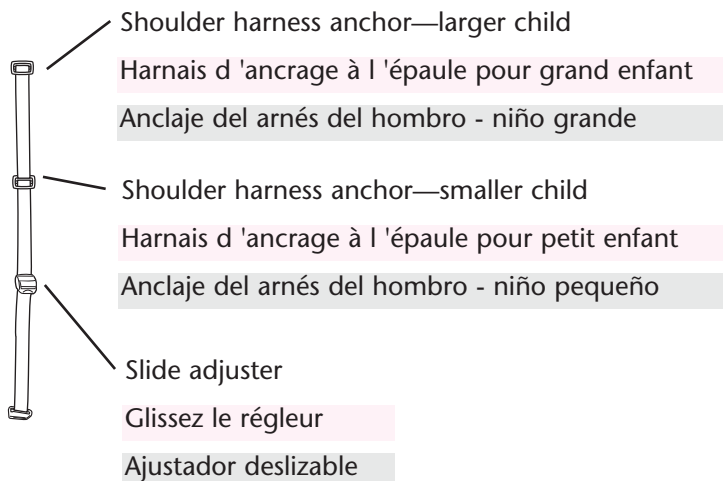 Shoulder harness anchor—larger child
Harnais d 'ancrage à l 'épaule pour grand enfant
Anclaje del arnés del hombro - niño grande
Shoulder harness anchor—smaller child
Harnais d 'ancrage à l 'épaule pour petit enfant
Anclaje del arnés del hombro - niño pequeño
Slide adjuster
Glissez le régleur
Ajustador deslizable